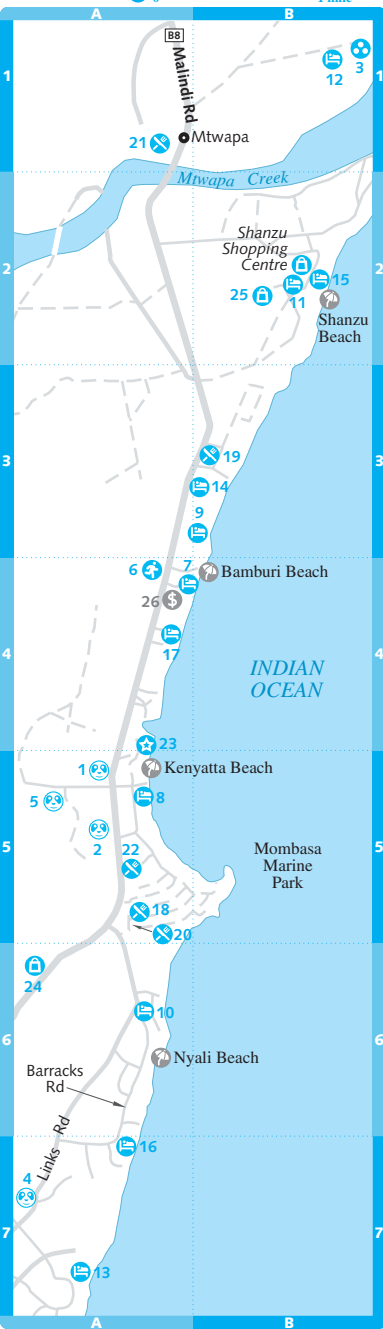 A B
1 1
B8
Malindi Rd
3
12
21
Mtwapa
Mtwapa Creek
Shanzu
Shopping
Centre
2 2
15
25
11
Shanzu
Beach
3 3
19
14
9
6
7
Bamburi Beach
26
$
17
4 4
INDIAN
OCEAN
23
1
Kenyatta Beach
5
8
2
22
5 5
Mombasa
Marine
Park
18
20
24
10
6 6
Nyali Beach
Barracks
Rd
16
Links Rd
4
7 7
13
A B